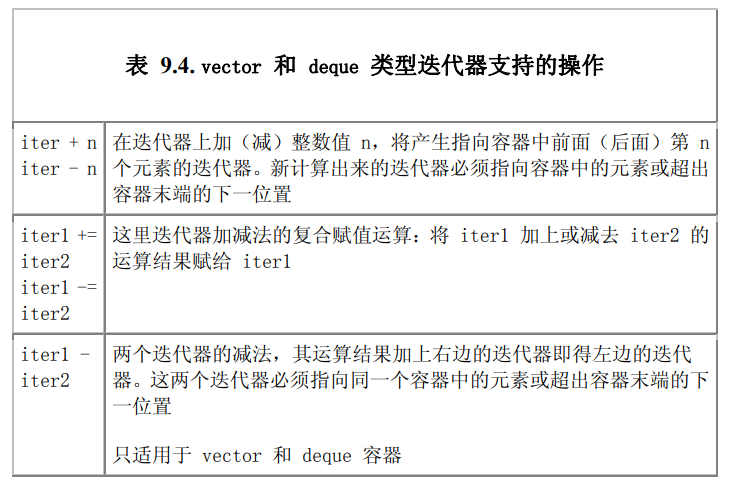 表 9.4. vector 和 deque 类型迭代器支持的操作
iter + n
iter - n
在迭代器上加（减）整数值 n，将产生指向容器中前面（后面）第 n
个元素的迭代器。新计算出来的迭代器必须指向容器中的元素或超出
容器末端的下一位置
iter1 +=
iter2
iter1 -=
iter2
这里迭代器加减法的复合赋值运算：将 iter1 加上或减去 iter2 的
运算结果赋给 iter1
iter1 -
iter2
两个迭代器的减法，其运算结果加上右边的迭代器即得左边的迭代
器。这两个迭代器必须指向同一个容器中的元素或超出容器末端的下
一位置
只适用于 vector 和 deque 容器